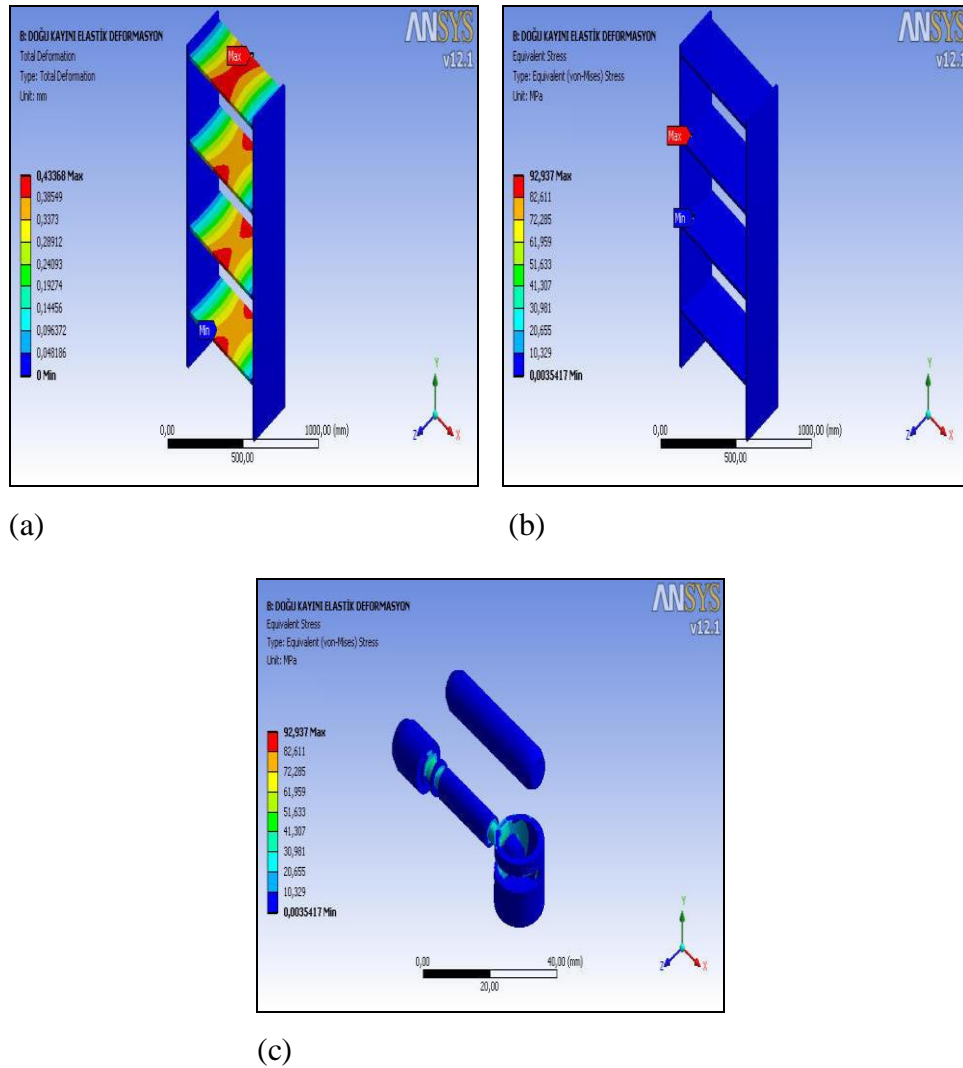 B: DOĞU KAYINI ELASTİK DEFORMASYON
Total Deformation
Type: Total Deformation
Unit: mm
ANSYS
v12.1
Max
0,43368 Max
0,38549
0,3373
0,28912
0,24093
0,19274
0,14456
0,096372
0,048186
0 Min
Min
0,00
1000,00 (mm)
500,00
Y
Z
X
(a)
B: DOĞU KAYINI ELASTİK DEFORMASYON
Equivalent Stress
Type: Equivalent (von-Mises) Stress
Unit: MPa
ANSYS
v12.1
Max
Min
92,937 Max
82,611
72,285
61,959
51,633
41,307
30,981
20,655
10,329
0,0035417 Min
0,00
1000,00 (mm)
500,00
Y
Z
X
(b)
B: DOĞU KAYINI ELASTİK DEFORMASYON
Equivalent Stress
Type: Equivalent (von-Mises) Stress
Unit: MPa
ANSYS
v12.1
92,937 Max
82,611
72,285
61,959
51,633
41,307
30,981
20,655
10,329
0,0035417 Min
0,00
40,00 (mm)
20,00
Y
Z
X
(c)